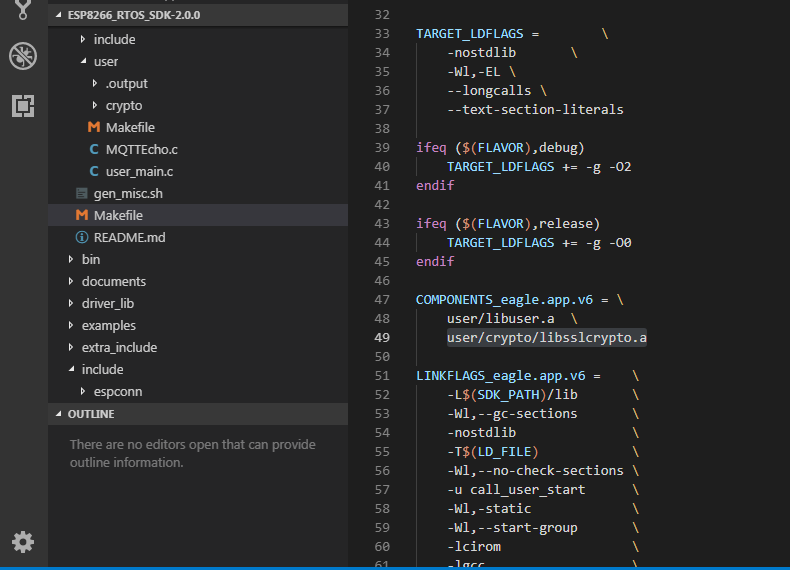 ESP8266_RTOS_SDK-2.0.0
include
user
.output
crypto
Makefile
MQTTEcho.c
user_main.c
gen_misc.sh
Makefile
README.md
bin
documents
driver_lib
examples
extra_include
include
espconn
OUTLINE
There are no editors open that can provide
outline information.
32
33 TARGET_LDFLAGS = \
34 -nostdlib \
35 -Wl,-EL \
36 --longcalls \
37 --text-section-literals
38
39 ifeq ($(FLAVOR),debug)
40 TARGET_LDFLAGS += -g -O2
41 endif
42
43 ifeq ($(FLAVOR),release)
44 TARGET_LDFLAGS += -g -O0
45 endif
46
47 COMPONENTS_eagle.app.v6 = \
48 user/libuser.a \
49 user/crypto/libsslcrypto.a
50
51 LINKFLAGS_eagle.app.v6 = \
52 -L$(SDK_PATH)/lib \
53 -Wl,--gc-sections \
54 -nostdlib \
55 -T$(LD_FILE) \
56 -Wl,--no-check-sections \
57 -u call_user_start \
58 -Wl,-static \
59 -Wl,--start-group \
60 -lcirom \
61 -lgcc \